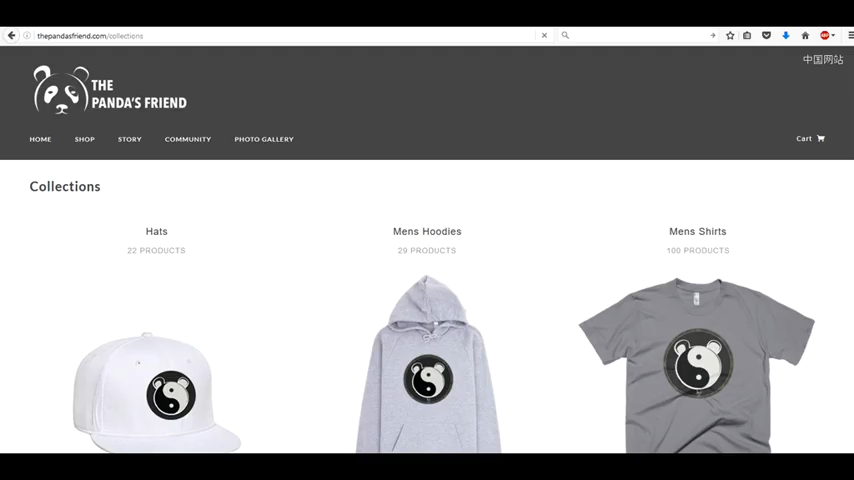 thepandasfriend.com/collections
中国网站
THE
PANDA'S FRIEND
HOME SHOP STORY COMMUNITY PHOTO GALLERY Cart
Collections
Hats Mens Hoodies Mens Shirts
22 PRODUCTS 29 PRODUCTS 100 PRODUCTS